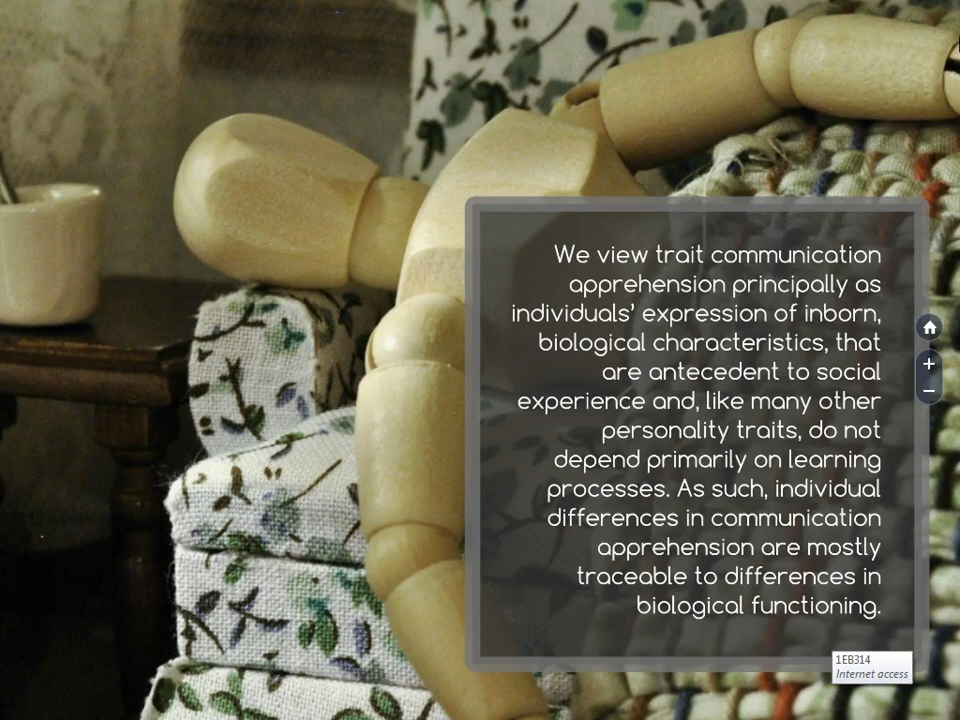 We view trait communication
apprehension principally as
individuals’ expression of inborn,
biological characteristics, that
are antecedent to social
experience and, like many other
personality traits, do not
depend primarily on learning
processes. As such, individual
differences in communication
apprehension are mostly
traceable to differences in
biological functioning.
1EB314
Internet access